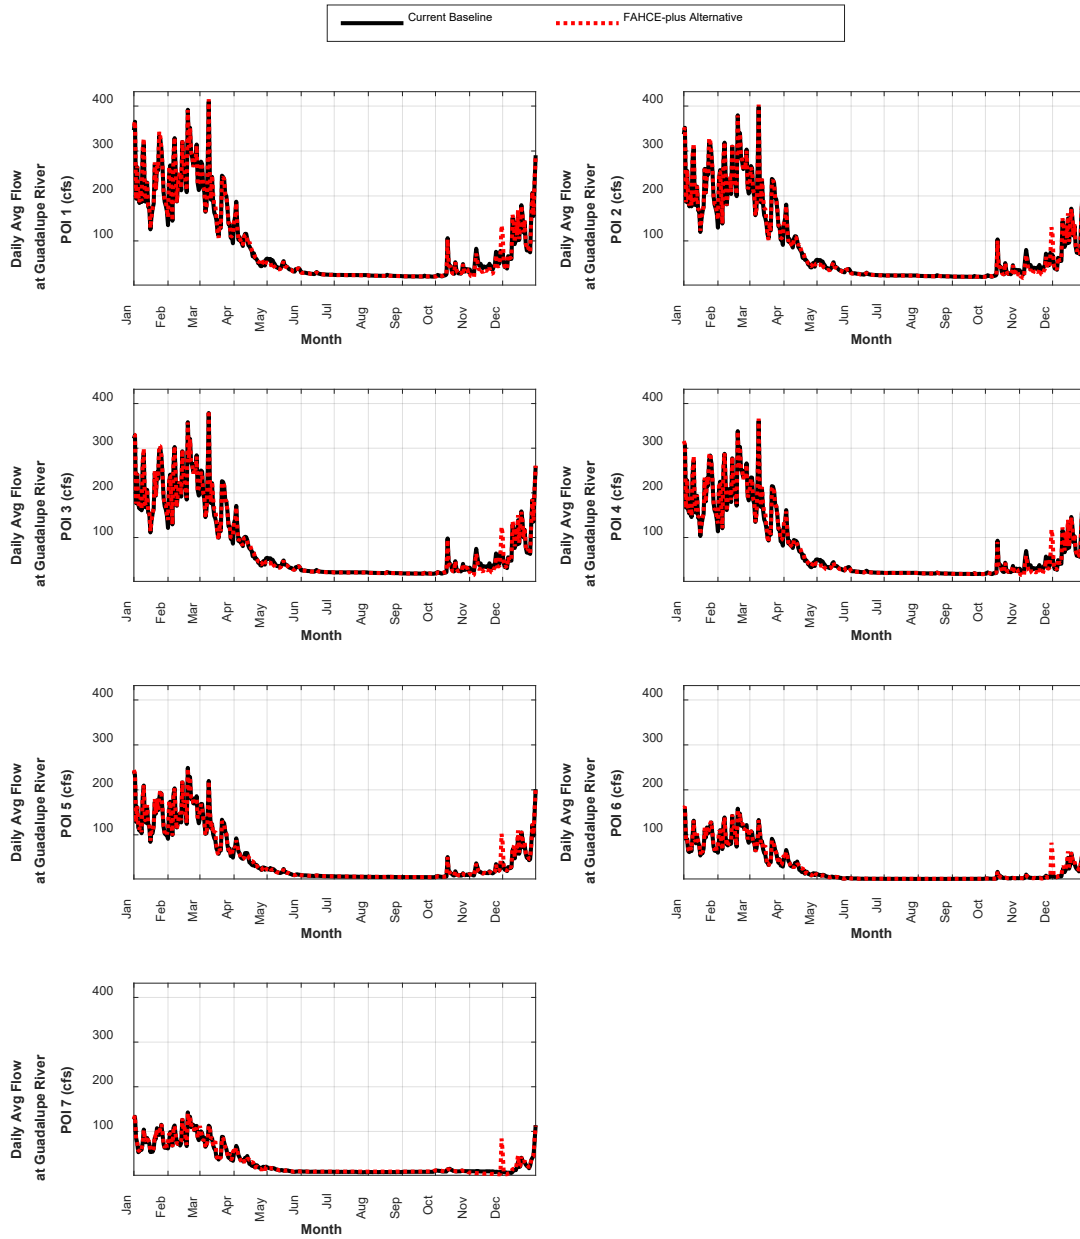 Current Baseline
FAHCE-plus Alternative
Daily Avg Flow
at Guadalupe River
POI 1 (cfs)
400
300
200
100
Jan
Feb
Mar
Apr
May
Jun
Jul
Aug
Sep
Oct
Nov
Dec
Month
Daily Avg Flow
at Guadalupe River
POI 2 (cfs)
400
300
200
100
Jan
Feb
Mar
Apr
May
Jun
Jul
Aug
Sep
Oct
Nov
Dec
Month
Daily Avg Flow
at Guadalupe River
POI 3 (cfs)
400
300
200
100
Jan
Feb
Mar
Apr
May
Jun
Jul
Aug
Sep
Oct
Nov
Dec
Month
Daily Avg Flow
at Guadalupe River
POI 4 (cfs)
400
300
200
100
Jan
Feb
Mar
Apr
May
Jun
Jul
Aug
Sep
Oct
Nov
Dec
Month
Daily Avg Flow
at Guadalupe River
POI 5 (cfs)
400
300
200
100
Jan
Feb
Mar
Apr
May
Jun
Jul
Aug
Sep
Oct
Nov
Dec
Month
Daily Avg Flow
at Guadalupe River
POI 6 (cfs)
400
300
200
100
Jan
Feb
Mar
Apr
May
Jun
Jul
Aug
Sep
Oct
Nov
Dec
Month
Daily Avg Flow
at Guadalupe River
POI 7 (cfs)
400
300
200
100
Jan
Feb
Mar
Apr
May
Jun
Jul
Aug
Sep
Oct
Nov
Dec
Month